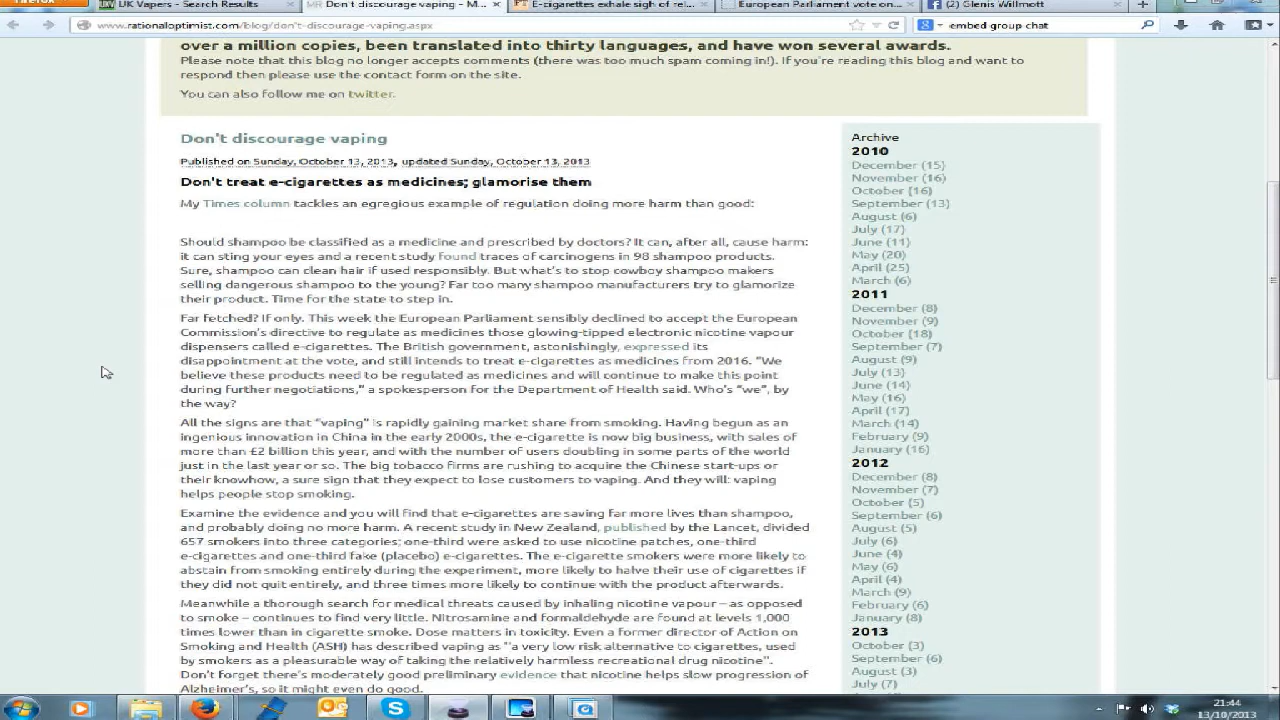 Firefox
UK Vapers - Search Results
Don't discourage vaping - M...
E-cigarettes exhale sigh of rel...
European Parliament vote on...
(2) Glenis Willmott
www.rationaloptimist.com/blog/don't-discourage-vaping.aspx
embed group chat
over a million copies, been translated into thirty languages, and have won several awards.
Please note that this blog no longer accepts comments (there was too much spam coming in!). If you're reading this blog and want to
respond then please use the contact form on the site.
You can also follow me on twitter.
Don't discourage vaping
Published on Sunday, October 13, 2013, updated Sunday, October 13, 2013
Don't treat e-cigarettes as medicines; glamorise them
My Times column tackles an egregious example of regulation doing more harm than good:
Should shampoo be classified as a medicine and prescribed by doctors? It can, after all, cause harm:
it can sting your eyes and a recent study found traces of carcinogens in 98 shampoo products.
Sure, shampoo can clean hair if used responsibly. But what's to stop cowboy shampoo makers
selling dangerous shampoo to the young? Far too many shampoo manufacturers try to glamorize
their product. Time for the state to step in.
Far fetched? If only. This week the European Parliament sensibly declined to accept the European
Commission's directive to regulate as medicines those glowing-tipped electronic nicotine vapour
dispensers called e-cigarettes. The British government, astonishingly, expressed its
disappointment at the vote, and still intends to treat e-cigarettes as medicines from 2016. "We
believe these products need to be regulated as medicines and will continue to make this point
during further negotiations," a spokesperson for the Department of Health said. Who's "we", by
the way?
All the signs are that "vaping" is rapidly gaining market share from smoking. Having begun as an
ingenious innovation in China in the early 2000s, the e-cigarette is now big business, with sales of
more than £2 billion this year, and with the number of users doubling in some parts of the world
just in the last year or so. The big tobacco firms are rushing to acquire the Chinese start-ups or
their knowhow, a sure sign that they expect to lose customers to vaping. And they will: vaping
helps people stop smoking.
Examine the evidence and you will find that e-cigarettes are saving far more lives than shampoo,
and probably doing no more harm. A recent study in New Zealand, published by the Lancet, divided
657 smokers into three categories; one-third were asked to use nicotine patches, one-third
e-cigarettes and one-third fake (placebo) e-cigarettes. The e-cigarette smokers were more likely to
abstain from smoking entirely during the experiment, more likely to halve their use of cigarettes if
they did not quit entirely, and three times more likely to continue with the product afterwards.
Meanwhile a thorough search for medical threats caused by inhaling nicotine vapour – as opposed
to smoke – continues to find very little. Nitrosamine and formaldehyde are found at levels 1,000
times lower than in cigarette smoke. Dose matters in toxicity. Even a former director of Action on
Smoking and Health (ASH) has described vaping as "a very low risk alternative to cigarettes, used
by smokers as a pleasurable way of taking the relatively harmless recreational drug nicotine".
Don't forget there's moderately good preliminary evidence that nicotine helps slow progression of
Alzheimer's, so it might even do good.
Archive
2010
December (15)
November (16)
October (16)
September (13)
August (6)
July (17)
June (11)
May (20)
April (25)
March (6)
2011
December (8)
November (9)
October (18)
September (7)
August (9)
July (13)
June (14)
May (16)
April (17)
March (14)
February (9)
January (16)
2012
December (8)
November (7)
October (5)
September (6)
August (5)
July (6)
June (4)
May (6)
April (4)
March (9)
February (6)
January (8)
2013
October (3)
September (6)
August (3)
July (7)
21:44
13/10/2013